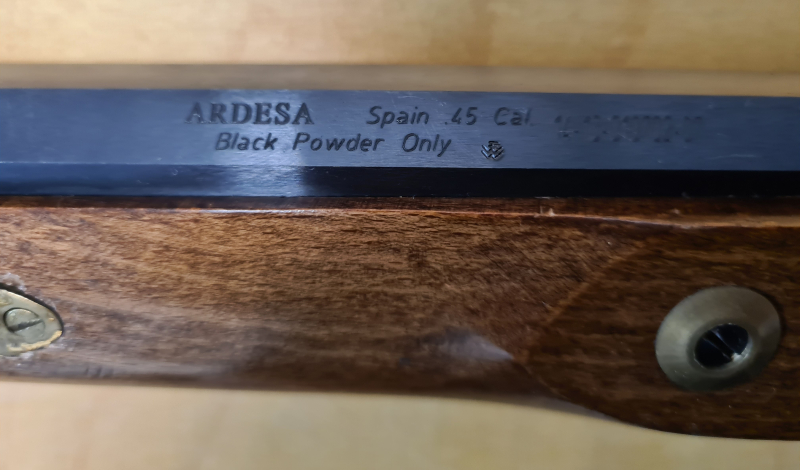 ARDESA Spain .45 Cal.
Black Powder Only